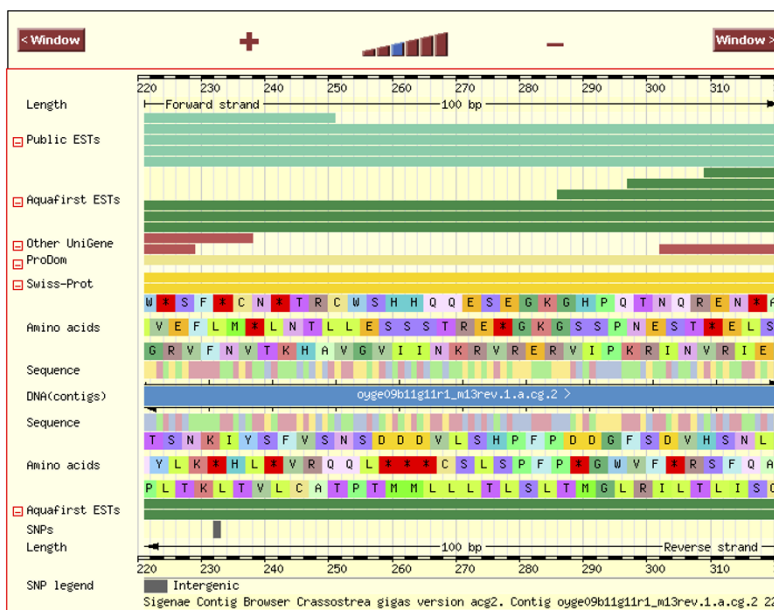 < Window
Window >
220 230 240 250 260 270 280 290 300 310
Length
Forward strand
100 bp
Public ESTs
Aquafirst ESTs
Other UniGene
ProDom
Swiss-Prot
W * S F * C N * T R C W S H H Q Q E S E G K G H P Q T N Q R E N * A
Amino acids
V E F L M * L N T L L E S S S T R E * G K G S S P N E S T * E L S
G R V F N V T K H A V G V I I N K R V R E R V I P K R I N V R I E
Sequence
DNA(contigs)
oyge09b11g11r1_m13rev.1.a.cg.2 >
Sequence
T S N K I Y S F V S N S D D D V L S H P F P D D G F S D V H S N L
Amino acids
Y L K * H L * V R Q Q L * * * C S L S P F P * G W V F * R S F Q A
P L T K L T V L C A T P T M M L L L T L S L T M G L R I L T L I S
Aquafirst ESTs
SNPs
Length
100 bp
Reverse strand
220 230 240 250 260 270 280 290 300 310
SNP legend
Intergenic
Sigenae Contig Browser Crassostrea gigas version acg2. Contig oyge09b11g11r1_m13rev.1.a.cg.2